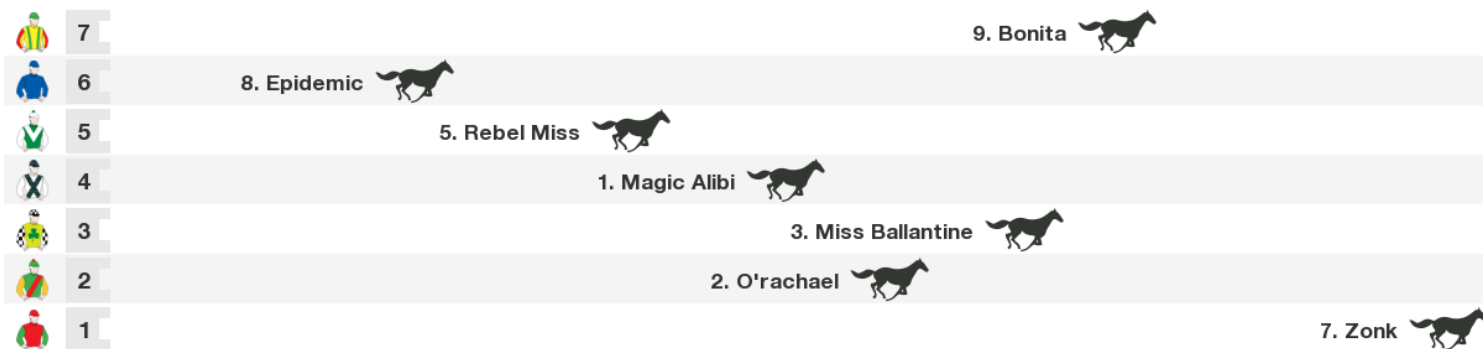 7 9. Bonita
6 8. Epidemic
5 5. Rebel Miss
4 1. Magic Alibi
3 3. Miss Ballantine
2 2. O'rachael
1 7. Zonk